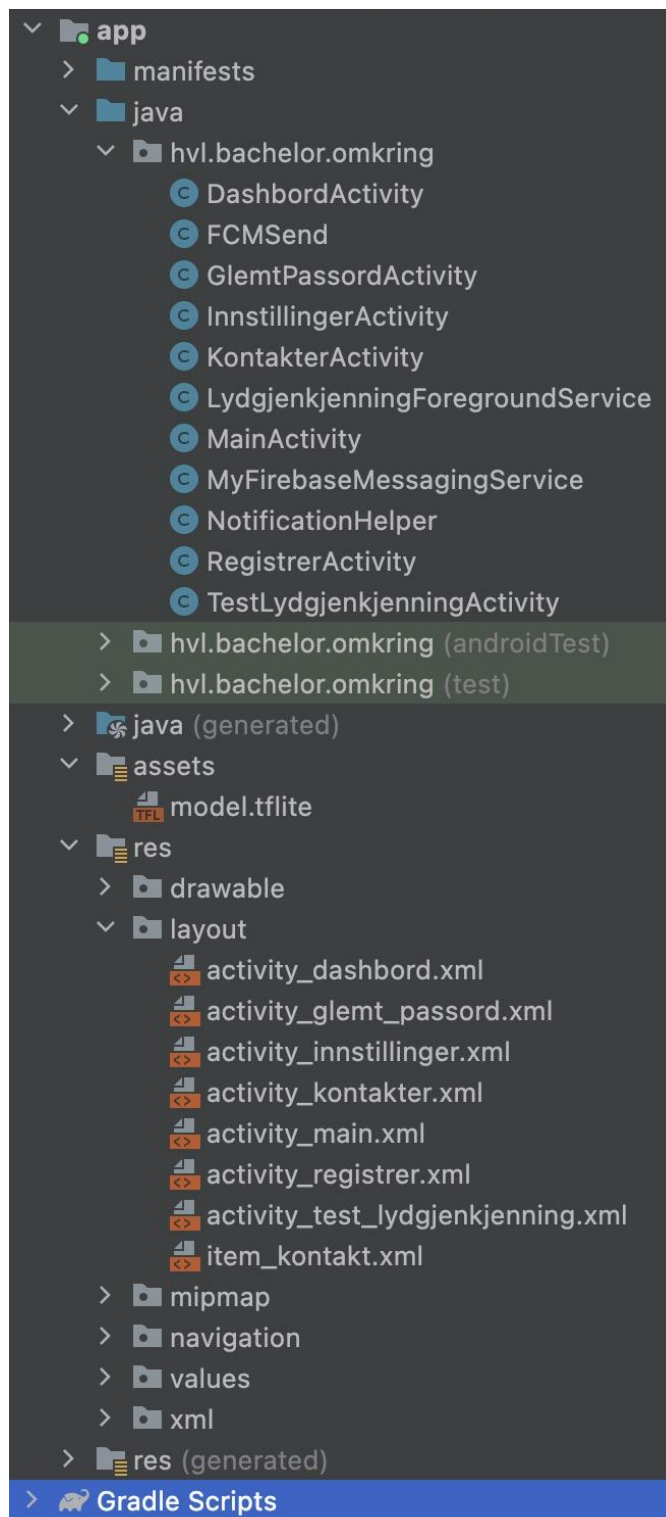 app
manifests
java
hvl.bachelor.omkring
DashbordActivity
FCMSend
GlemtPassordActivity
InnstillingerActivity
KontakterActivity
LydgjenkjenningForegroundService
MainActivity
MyFirebaseMessagingService
NotificationHelper
RegistrerActivity
TestLydgjenkjenningActivity
hvl.bachelor.omkring (androidTest)
hvl.bachelor.omkring (test)
java (generated)
assets
TFL model.tflite
res
drawable
layout
activity_dashbord.xml
activity_glemt_passord.xml
activity_innstillinger.xml
activity_kontakter.xml
activity_main.xml
activity_registrer.xml
activity_test_lydgjenkjenning.xml
item_kontakt.xml
mipmap
navigation
values
xml
res (generated)
Gradle Scripts